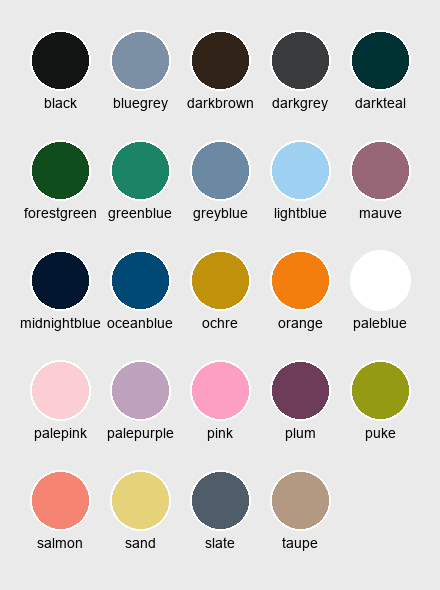 black bluegrey darkbrown darkgrey darkteal
forestgreen greenblue greyblue lightblue mauve
midnightblue oceanblue ochre orange paleblue
palepink palepurple pink plum puke
salmon sand slate taupe